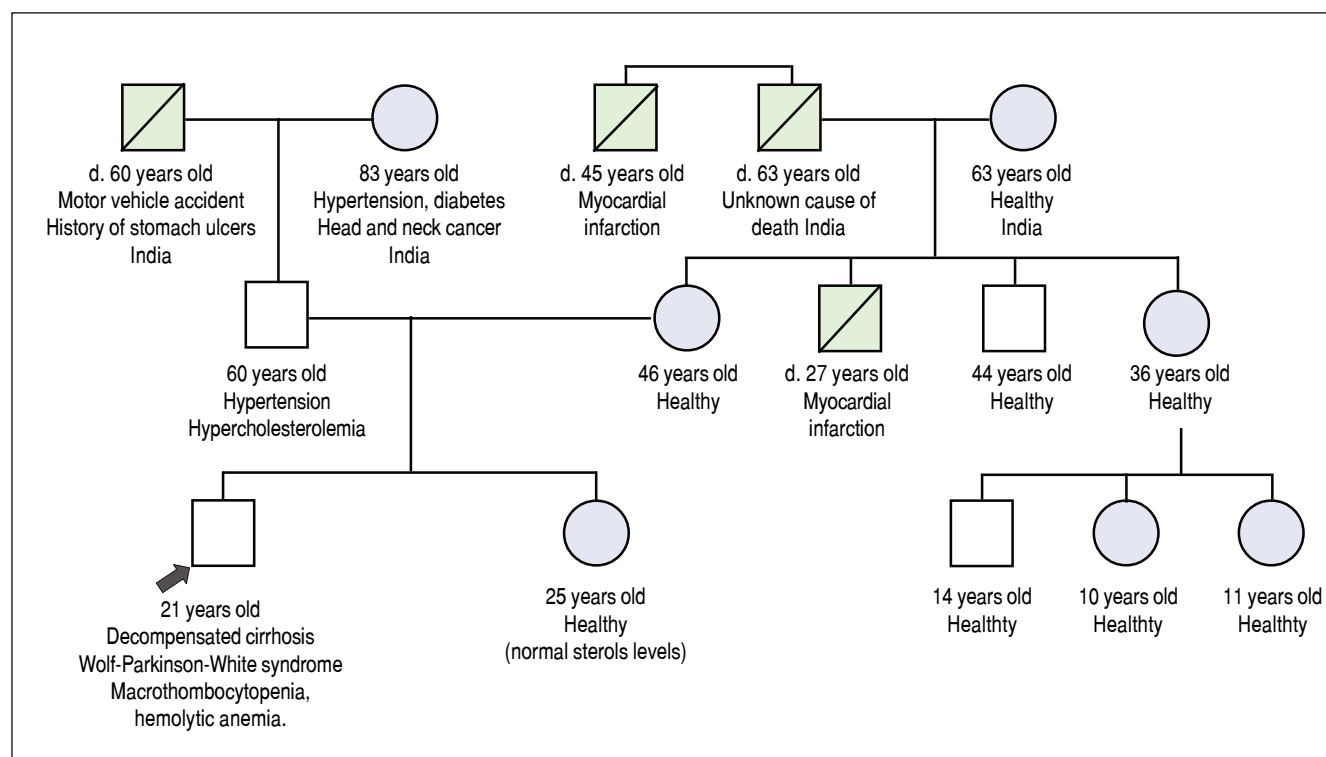 d. 60 years old
Motor vehicle accident
History of stomach ulcers
India
83 years old
Hypertension, diabetes
Head and neck cancer
India
d. 45 years old
Myocardial
infarction
d. 63 years old
Unknown cause of
death India
63 years old
Healthy
India
60 years old
Hypertension
Hypercholesterolemia
46 years old
Healthy
d. 27 years old
Myocardial
infarction
44 years old
Healthy
36 years old
Healthy
21 years old
Decompensated cirrhosis
Wolf-Parkinson-White syndrome
Macrothombocytopenia,
hemolytic anemia.
25 years old
Healthy
(normal sterols levels)
14 years old
Healthty
10 years old
Healthty
11 years old
Healthty